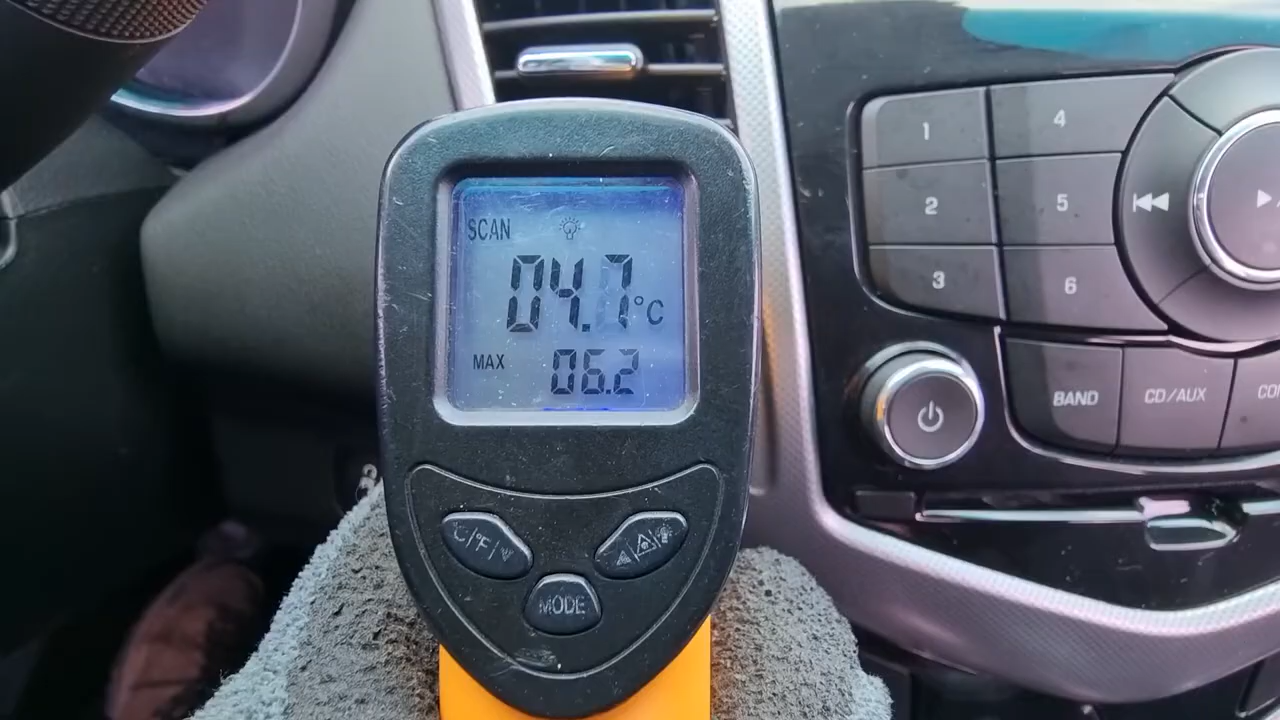 SCAN
04.7°C
MAX 06.2
°C/°F/
MODE
1
4
2
5
3
6
BAND
CD/AUX